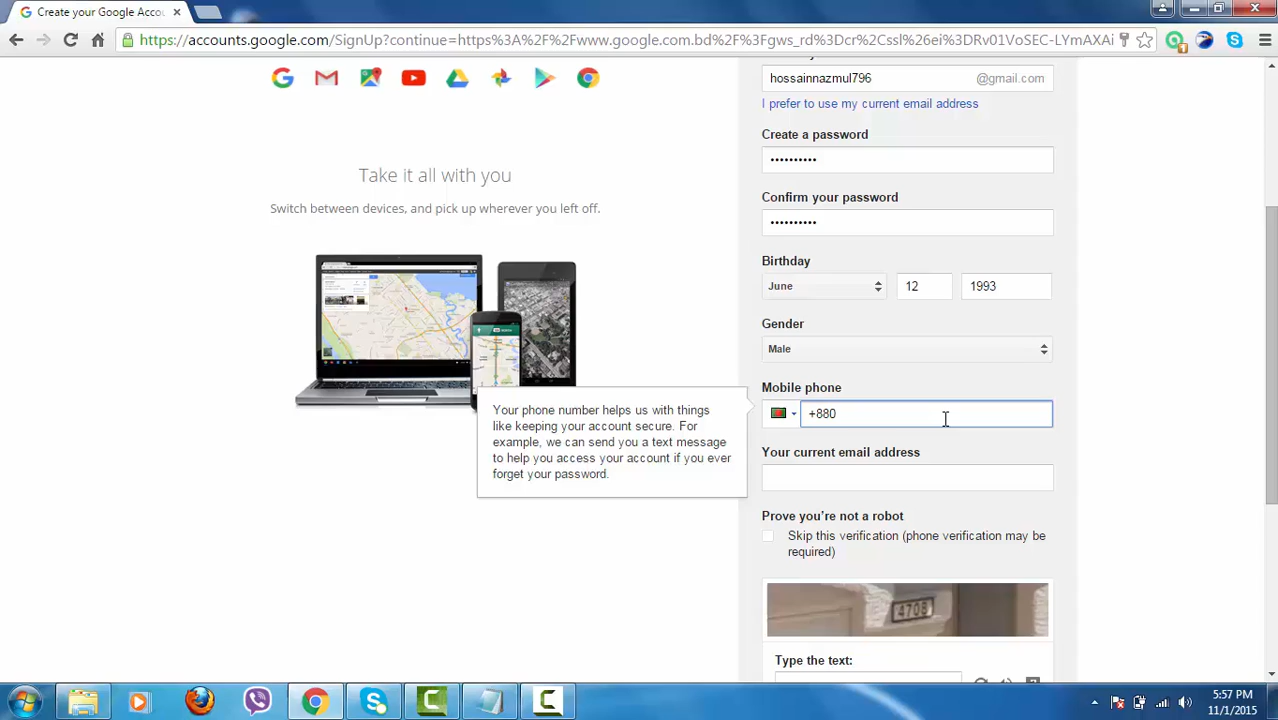 Create your Google Accou
https://accounts.google.com/SignUp?continue=https%3A%2F%2Fwww.google.com.bd%2F%3Fgws_rd%3Dcr%2Cssl%26ei%3DRv01VoSEC-LYmAXAi
hossainnazmul796 @gmail.com
I prefer to use my current email address
Create a password
Take it all with you
Switch between devices, and pick up wherever you left off.
Confirm your password
Birthday
June 12 1993
Gender
Male
Mobile phone
+880
Your phone number helps us with things
like keeping your account secure. For
example, we can send you a text message
to help you access your account if you ever
forget your password.
Your current email address
Prove you're not a robot
Skip this verification (phone verification may be
required)
4708
Type the text:
5:57 PM
11/1/2015